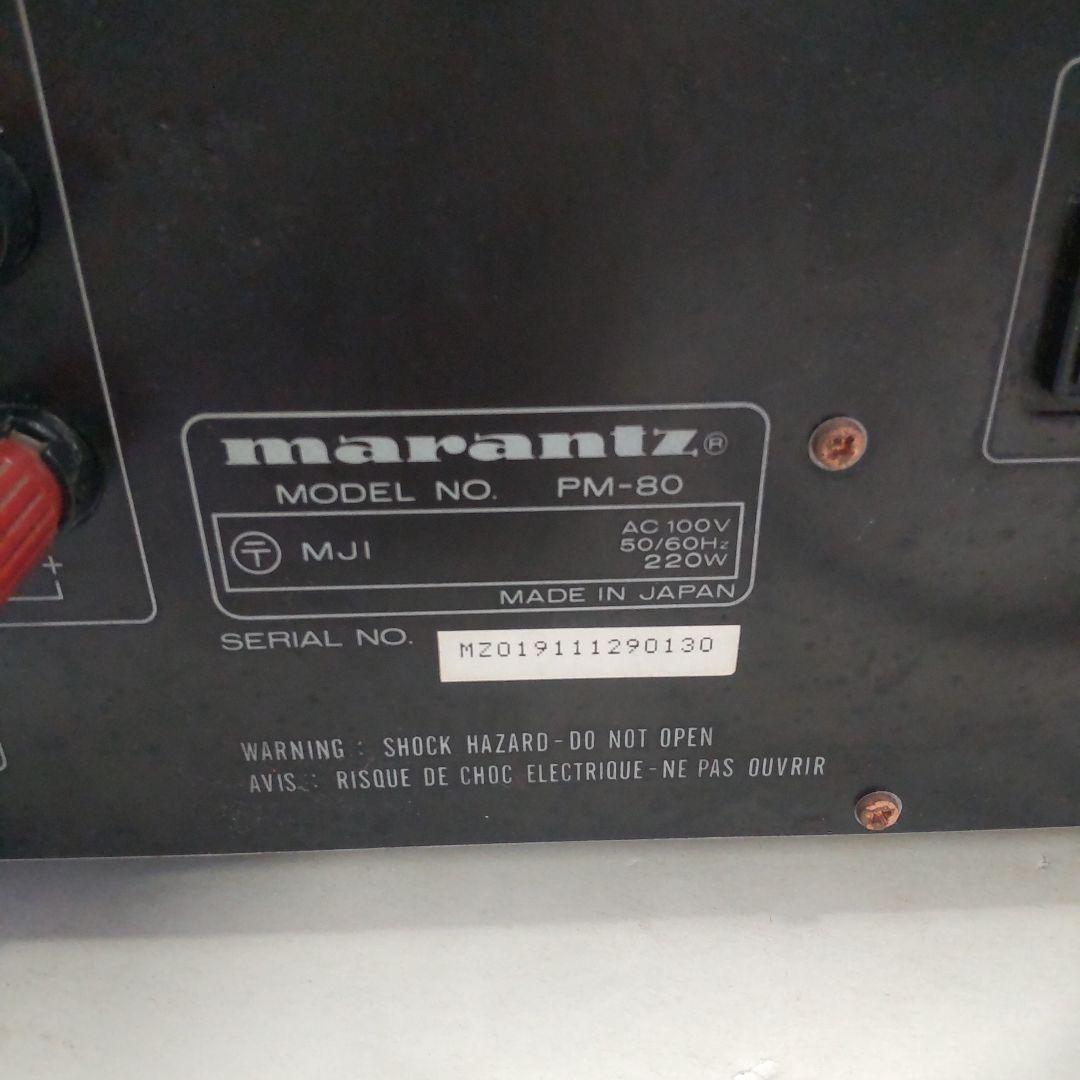 marantz®
MODEL NO. PM-80
〒 MJI
AC 100V
50/60Hz
220W
MADE IN JAPAN
SERIAL NO. MZ019111290130
WARNING : SHOCK HAZARD-DO NOT OPEN
AVIS : RISQUE DE CHOC ELECTRIQUE-NE PAS OUVRIR
+